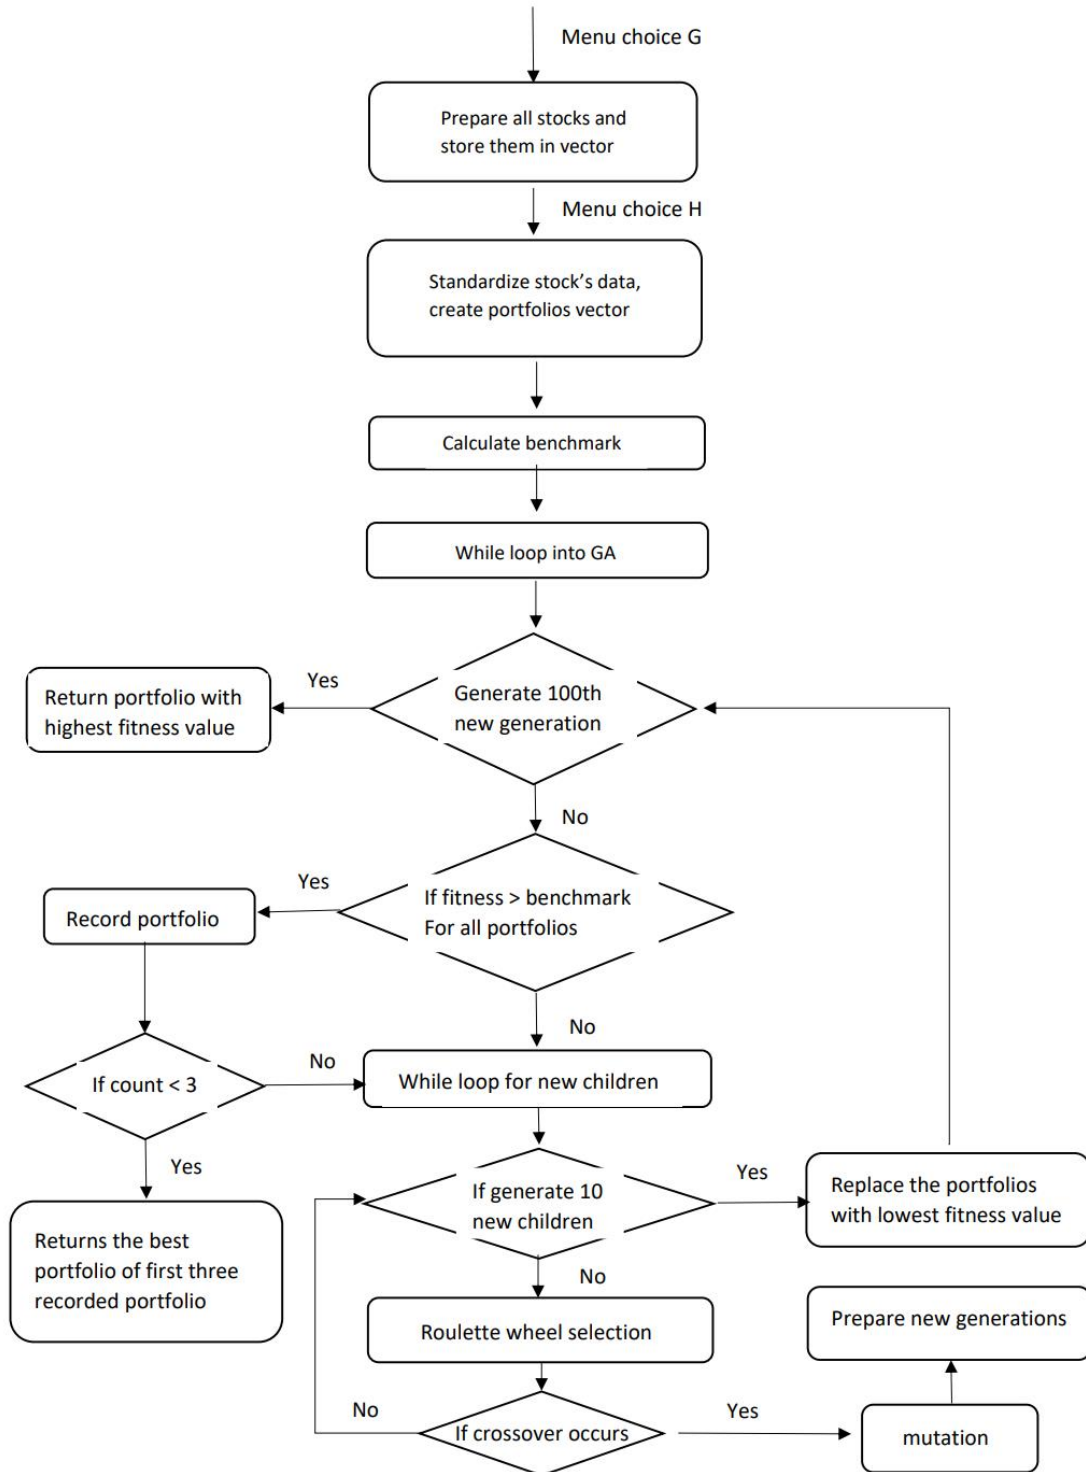 Menu choice G
Prepare all stocks and
store them in vector
Menu choice H
Standardize stock’s data,
create portfolios vector
Calculate benchmark
While loop into GA
Yes
Generate 100th
new generation
Return portfolio with
highest fitness value
No
Yes
If fitness > benchmark
For all portfolios
Record portfolio
No
No
If count < 3
While loop for new children
Yes
If generate 10
new children
Yes
Replace the portfolios
with lowest fitness value
Returns the best
portfolio of first three
recorded portfolio
No
Roulette wheel selection
Prepare new generations
No
If crossover occurs
Yes
mutation